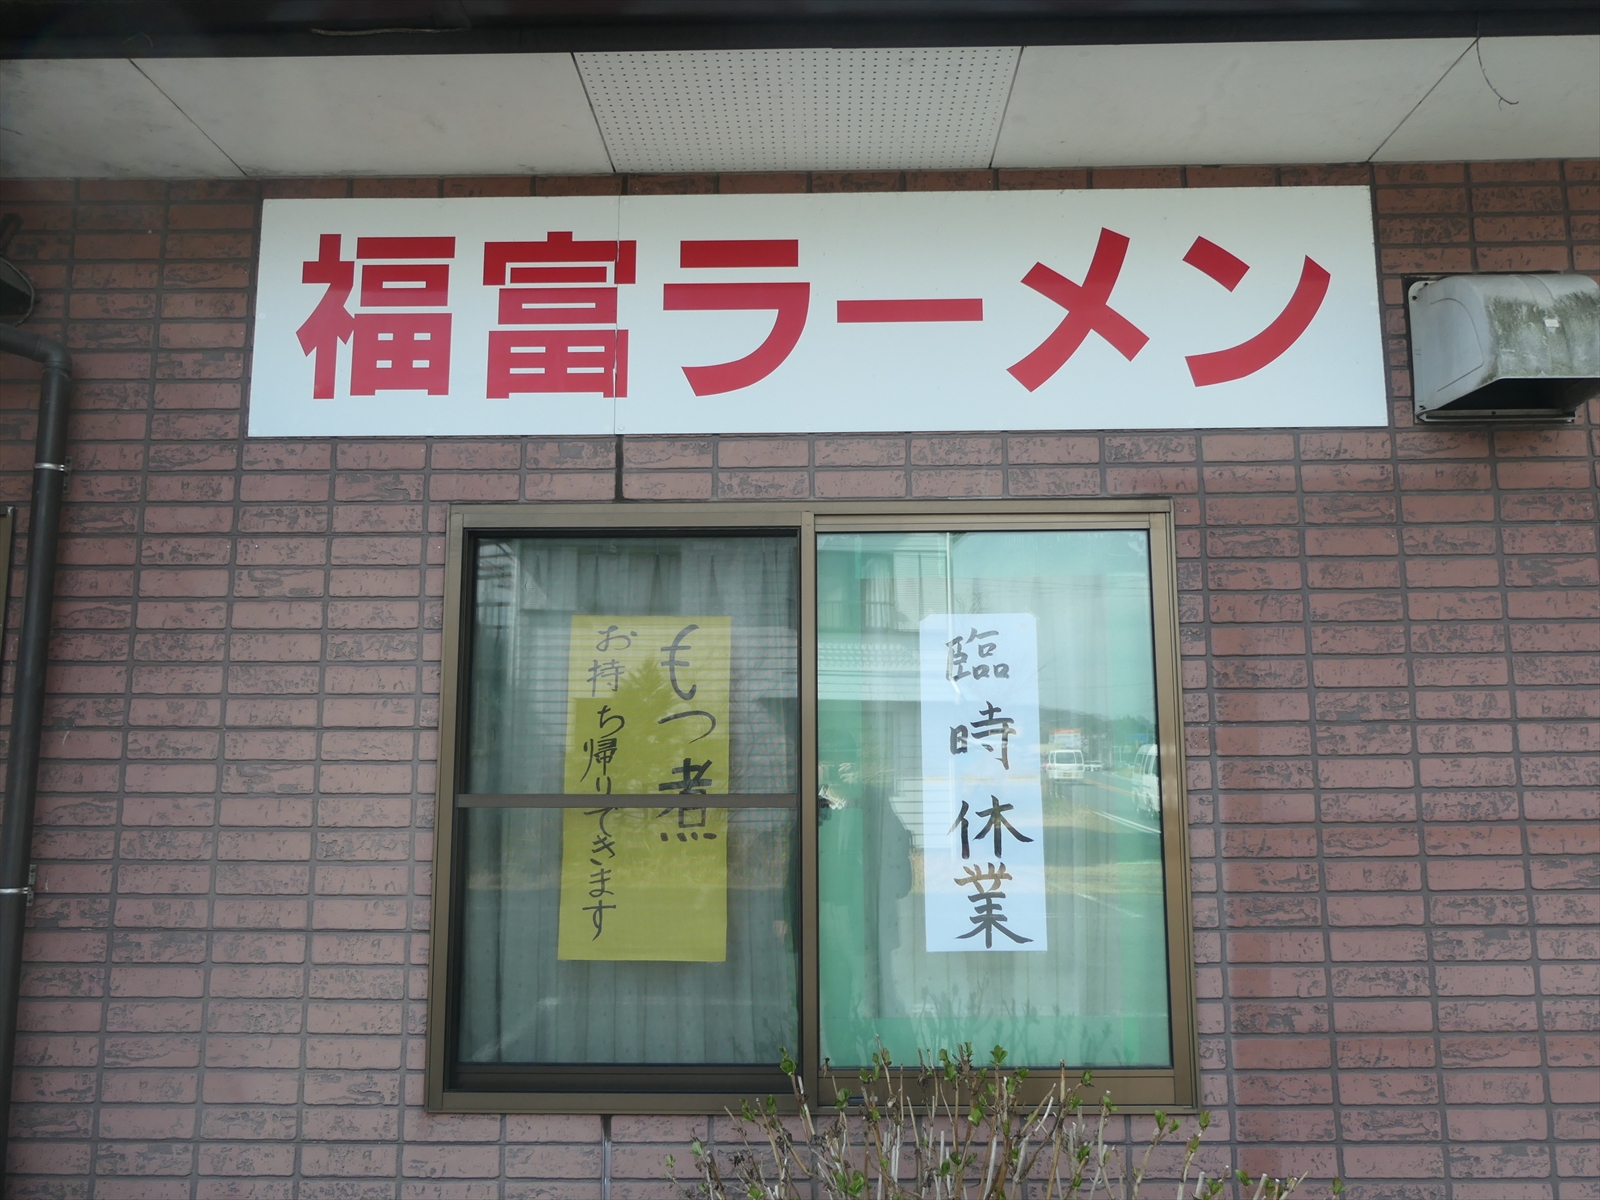 福富ラーメン
もつ煮
お持ち帰りできます
臨時休業